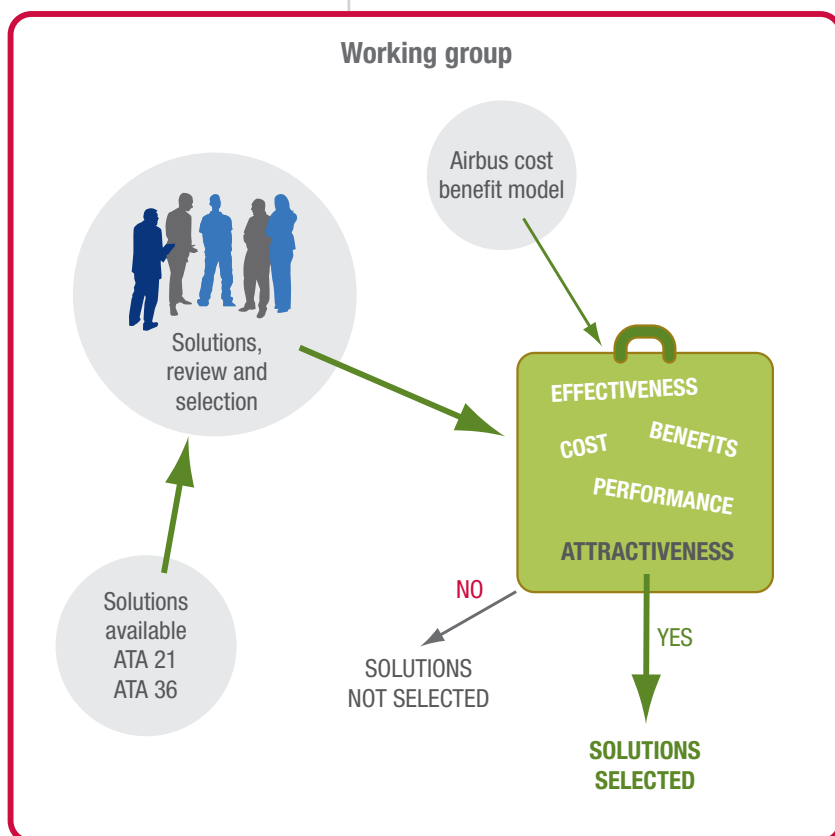 Working group
Airbus cost
benefit model
Solutions,
review and
selection
EFFECTIVENESS
COST
BENEFITS
PERFORMANCE
ATTRACTIVENESS
Solutions
available
ATA 21
ATA 36
NO
YES
SOLUTIONS
NOT SELECTED
SOLUTIONS
SELECTED